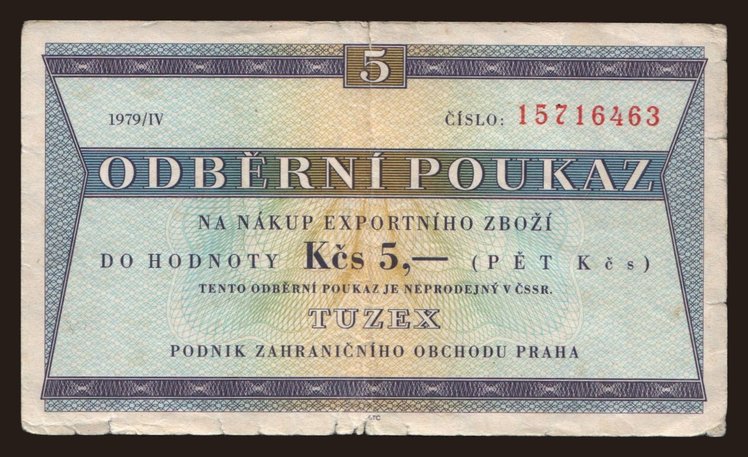 5
1979/IV ČÍSLO: 15716463
ODBĚRNÍ POUKAZ
NA NÁKUP EXPORTNÍHO ZBOŽÍ
DO HODNOTY Kčs 5,— (PĚT Kčs)
TENTO ODBĚRNÍ POUKAZ JE NEPRODEJNÝ V ČSSR.
TUZEX
PODNIK ZAHRANIČNÍHO OBCHODU PRAHA